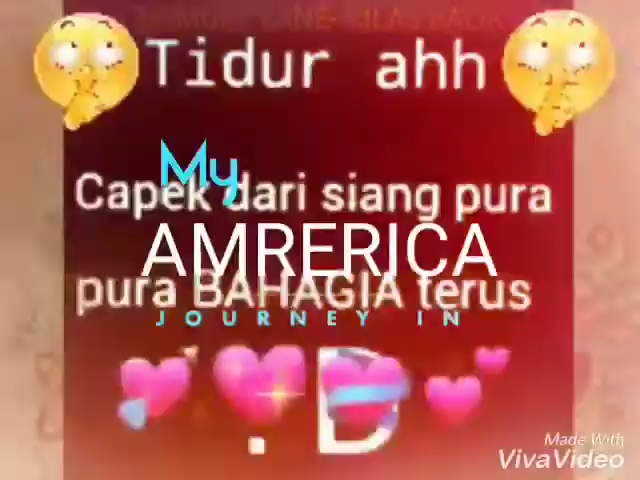 Tidur ahh
My
Capek dari siang pura
AMRERICA
pura BAHAGIA terus
JOURNEY IN
. D
Made With
VivaVideo